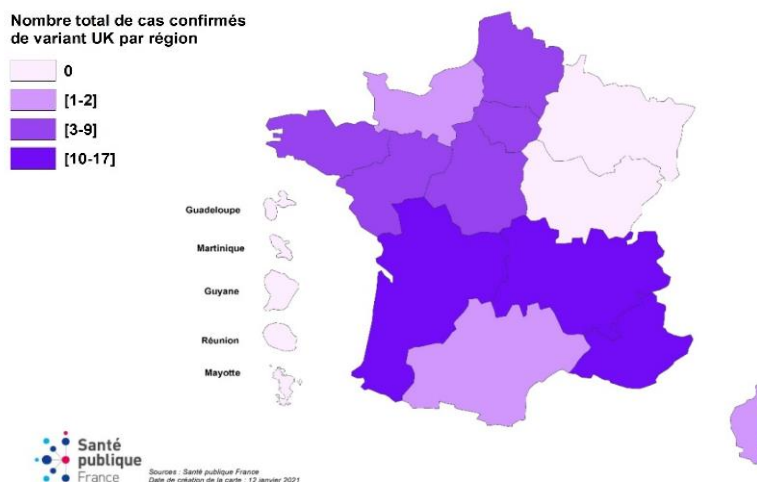 Nombre total de cas confirmés
de variant UK par région
0
[1-2]
[3-9]
[10-17]
Guadeloupe
Martinique
Guyane
Réunion
Mayotte
Santé
publique
France
Sources : Santé publique France
Date de création de la carte : 12 janvier 2021